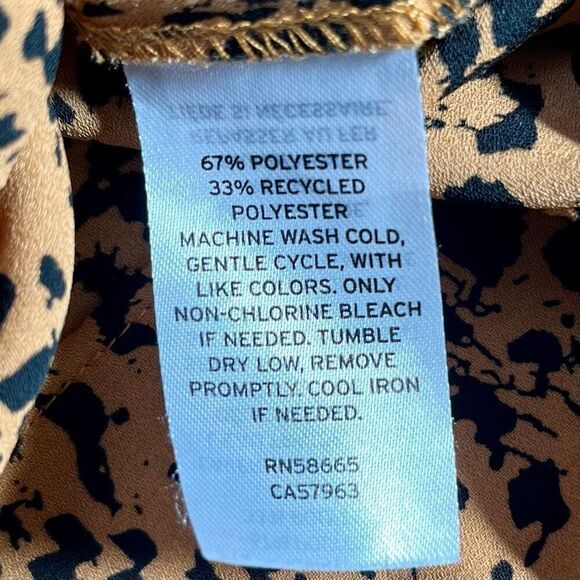 67% POLYESTER
33% RECYCLED
POLYESTER
MACHINE WASH COLD,
GENTLE CYCLE, WITH
LIKE COLORS. ONLY
NON-CHLORINE BLEACH
IF NEEDED. TUMBLE
DRY LOW, REMOVE
PROMPTLY. COOL IRON
IF NEEDED.
RN58665
CA57963